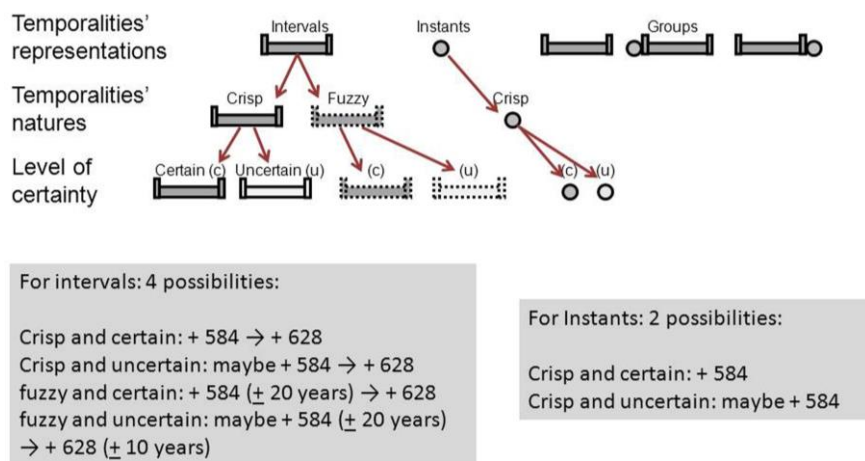 Temporalities' representations
Intervals
Instants
Groups
Temporalities' natures
Crisp
Fuzzy
Crisp
Level of certainty
Certain (c)
Uncertain (u)
(c)
(u)
(c)
(u)
For intervals: 4 possibilities:
Crisp and certain: + 584 → + 628
Crisp and uncertain: maybe + 584 → + 628
fuzzy and certain: + 584 (± 20 years) → + 628
fuzzy and uncertain: maybe + 584 (± 20 years)
→ + 628 (± 10 years)
For Instants: 2 possibilities:
Crisp and certain: + 584
Crisp and uncertain: maybe + 584